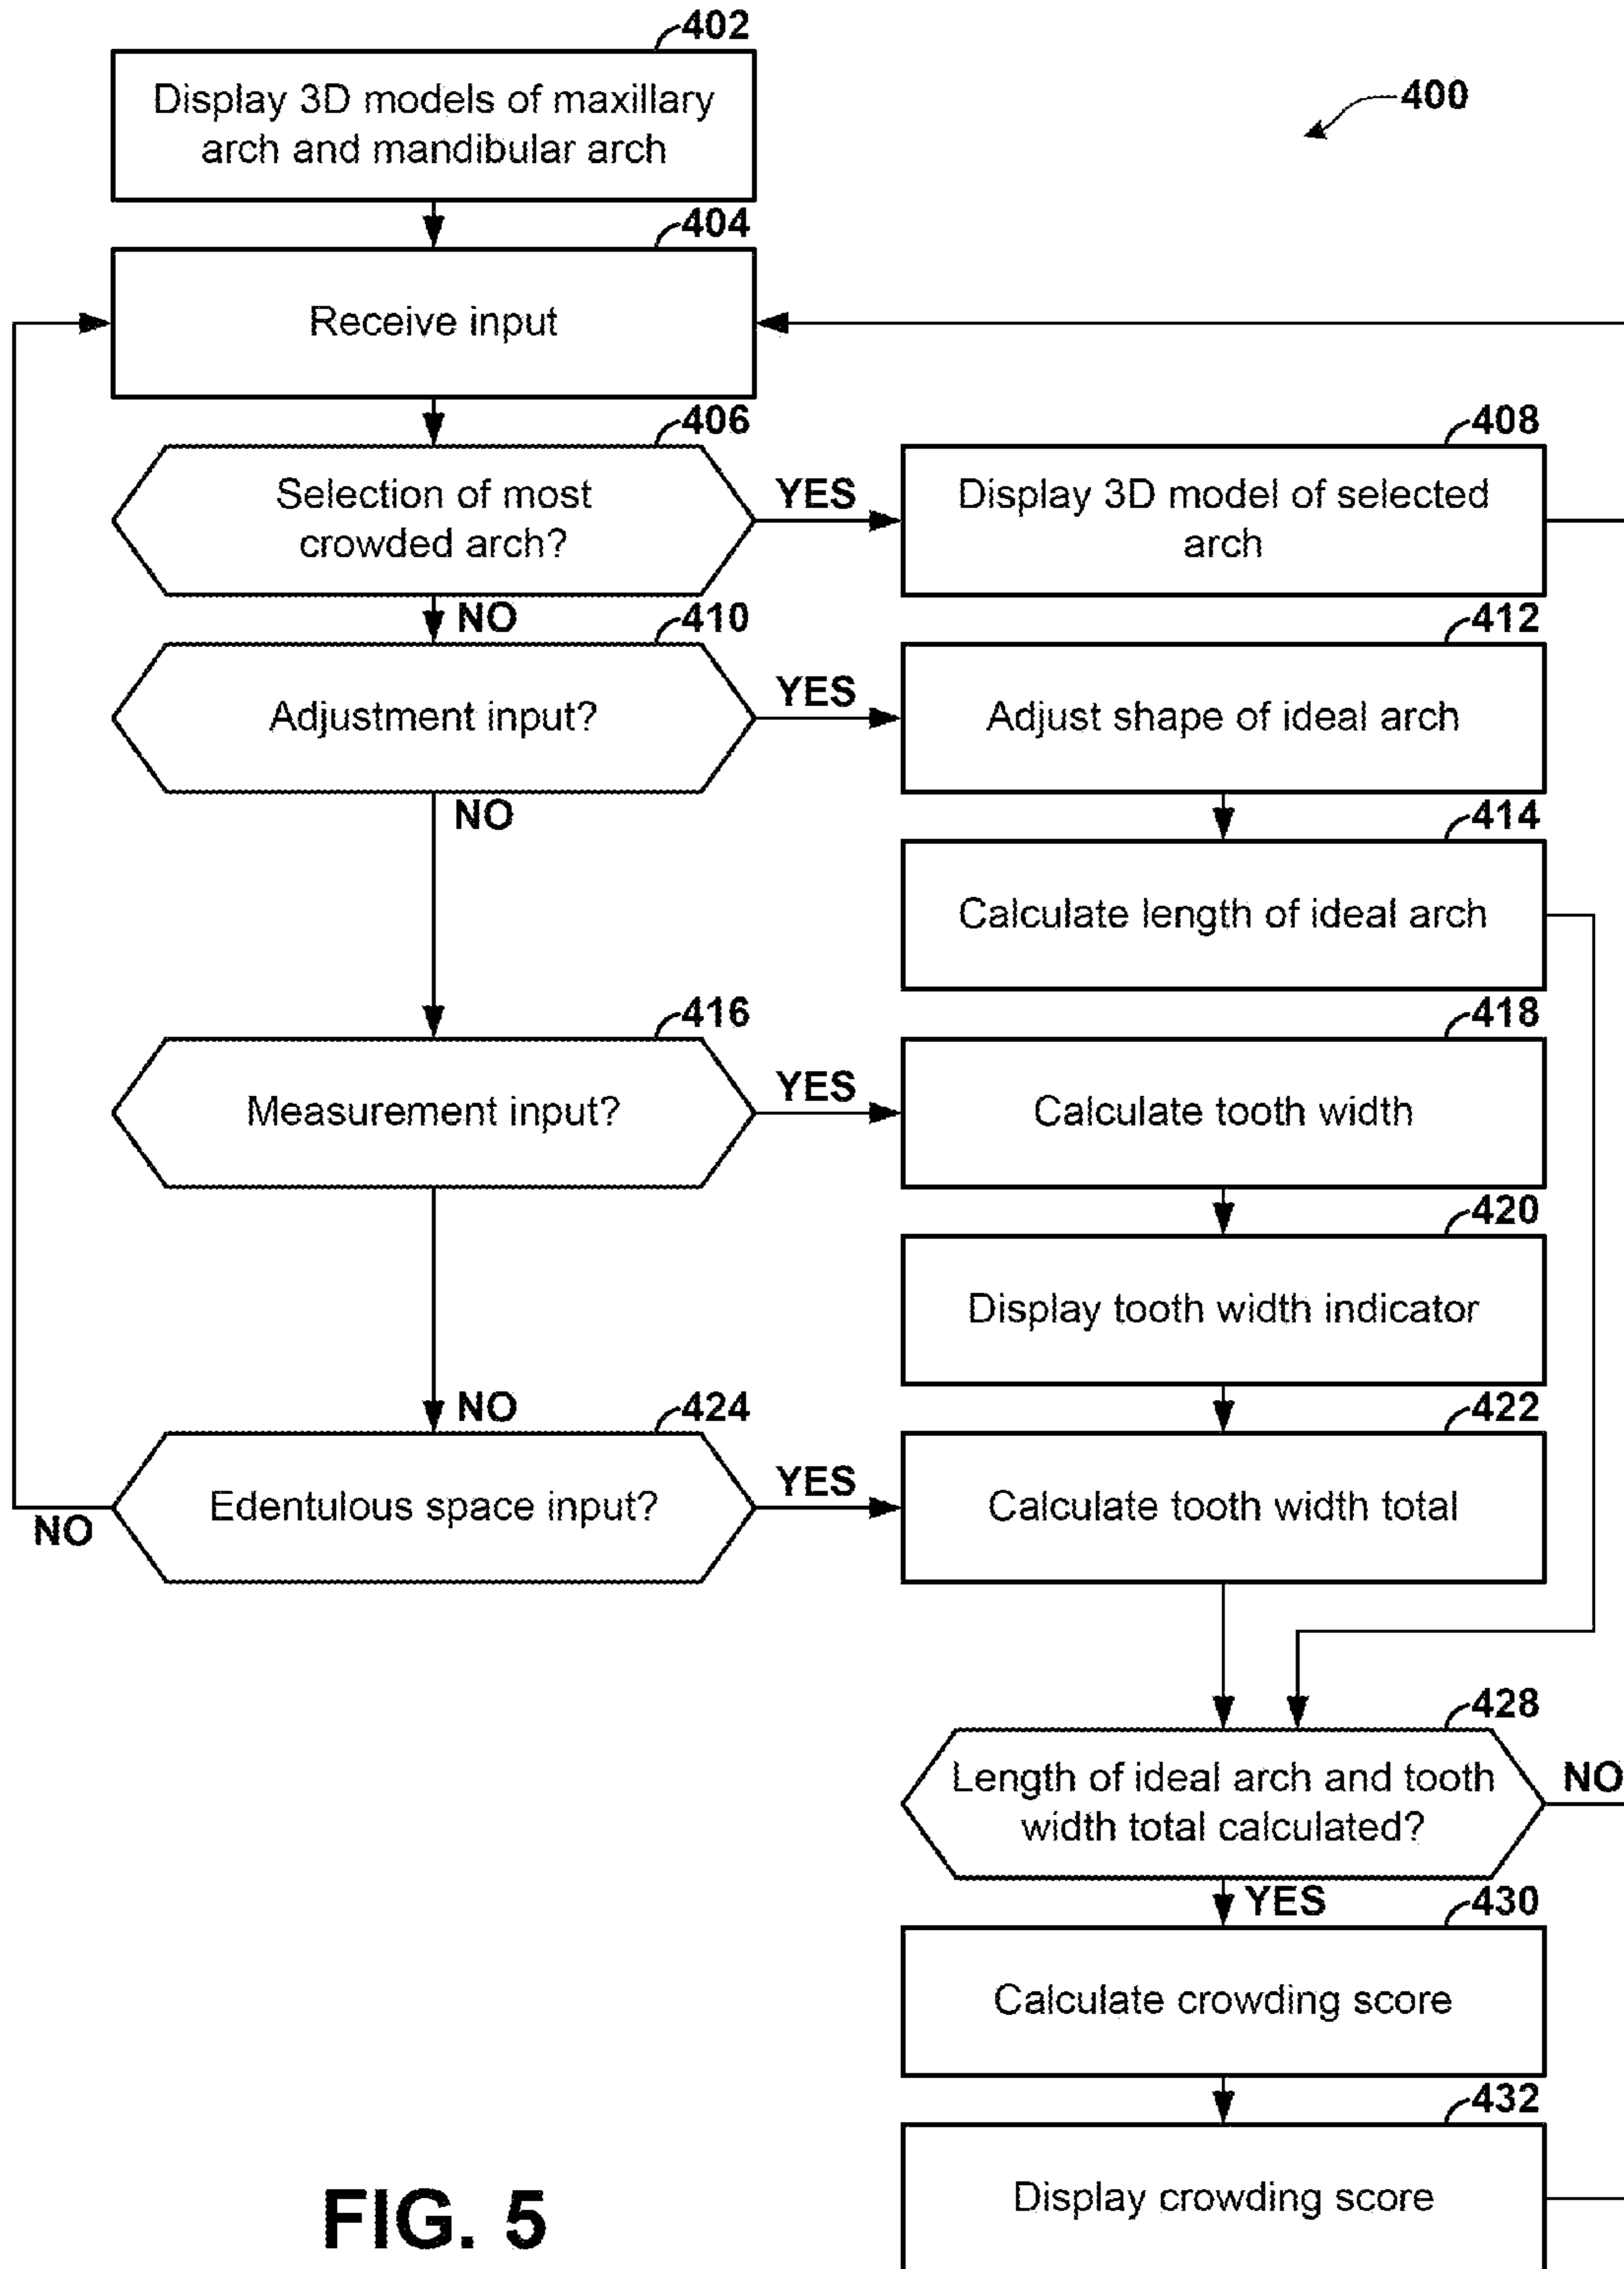 402
Display 3D models of maxillary
arch and mandibular arch
400
404
Receive input
406
Selection of most
crowded arch?
YES
408
Display 3D model of selected
arch
NO
410
Adjustment input?
YES
412
Adjust shape of ideal arch
NO
414
Calculate length of ideal arch
416
Measurement input?
YES
418
Calculate tooth width
420
Display tooth width indicator
NO
424
Edentulous space input?
YES
422
Calculate tooth width total
NO
428
Length of ideal arch and tooth
width total calculated?
NO
YES
430
Calculate crowding score
432
Display crowding score
FIG. 5